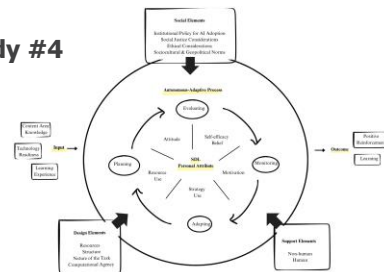 dy #4
Social Elements
Institutional Policy for AI Adoption
Social Justice Considerations
Ethical Considerations
Sociocultural & Geopolitical Norms
Autonomous-Adaptive Process
Evaluating
Content Area
Knowledge
Technology
Readiness
Learning
Experience
Input
Planning
Attitude
Self-efficacy
Belief
SDL
Personal Attribute
Resource
Use
Motivation
Strategy
Use
Monitoring
Adapting
Outcome
Positive
Reinforcement
Learning
Design Elements
Resources
Structure
Nature of the Task
Computational Agency
Support Elements
Non-human
Human